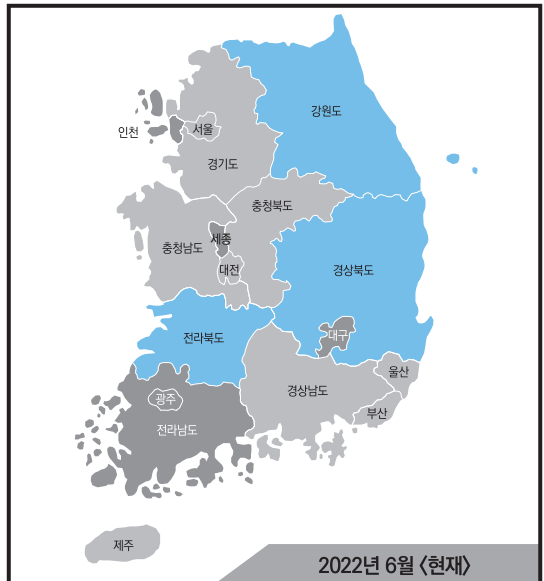 강원도
서울
인천
경기도
충청북도
세종
충청남도
대전
경상북도
전라북도
대구
울산
경상남도
광주
부산
전라남도
제주
2022년 6월 <현재>